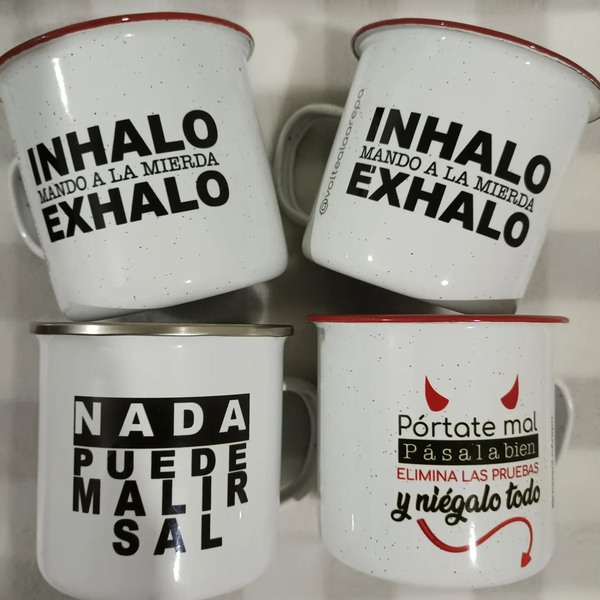 INHALO
MANDO A LA MIERDA
EXHALO
@voltealaarepa
INHALO
MANDO A LA MIERDA
EXHALO
NADA
PUEDE
MALIR
SAL
Pórtate mal
Pásala bien
ELIMINA LAS PRUEBAS
y niégalo todo